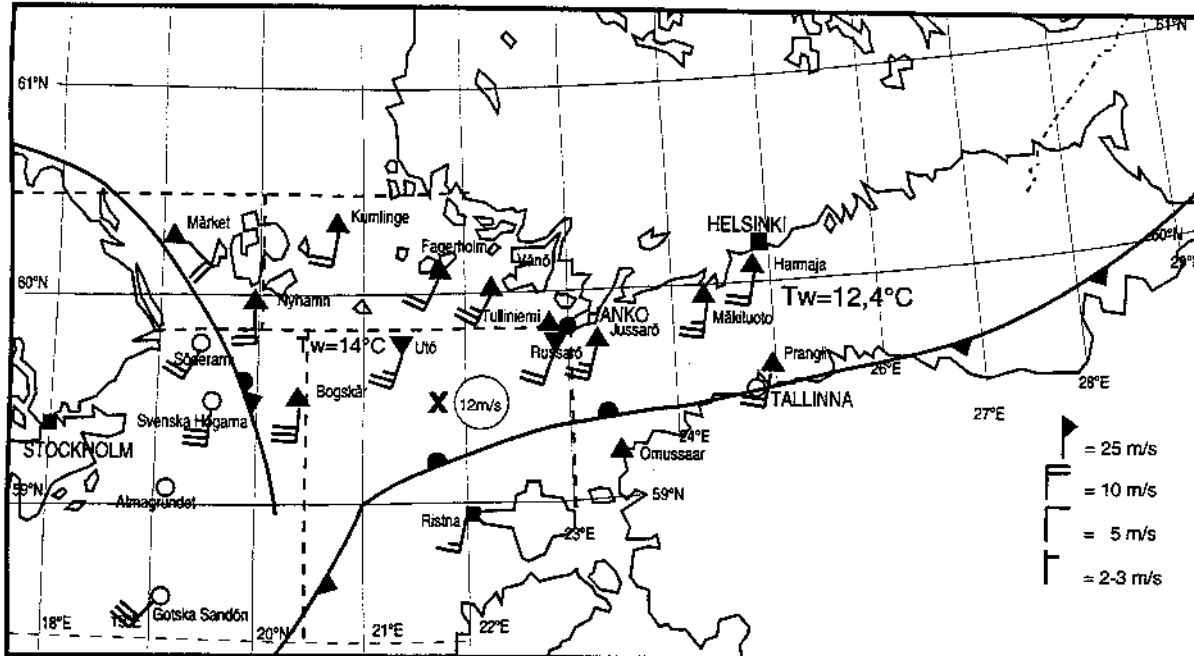 61°N
61°N
Märket
Kumlinge
HELSINKI
Fagerholm
Vänö
Harmaja
60°N
60°N
29°E
Nyhamn
Tulliniemi
HANKO
Jussarö
Tw=12,4°C
Mäkiluoto
Söderarm
Tw=14°C
Utö
Russarö
Prangli
26°E
28°E
Bogskär
X
12m/s
TALLINNA
27°E
Svenska Högarna
STOCKHOLM
24°E
Omussaar
= 25 m/s
59°N
Almagrundet
59°N
= 10 m/s
Ristna
23°E
= 5 m/s
= 2-3 m/s
Gotska Sandön
18°E
20°E
21°E
22°E